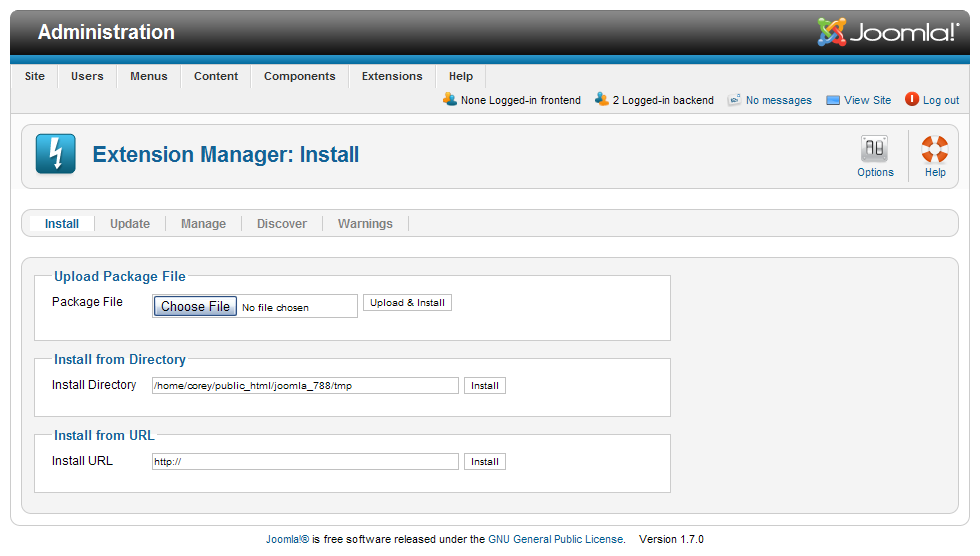 Administration
Joomla!
Site Users Menus Content Components Extensions Help
None Logged-in frontend 2 Logged-in backend No messages View Site Log out
Extension Manager: Install
Options Help
Install Update Manage Discover Warnings
Upload Package File
Package File Choose File No file chosen Upload & Install
Install from Directory
Install Directory /home/corey/public_html/joomla_788/tmp Install
Install from URL
Install URL http:// Install
Joomla!® is free software released under the GNU General Public License. Version 1.7.0